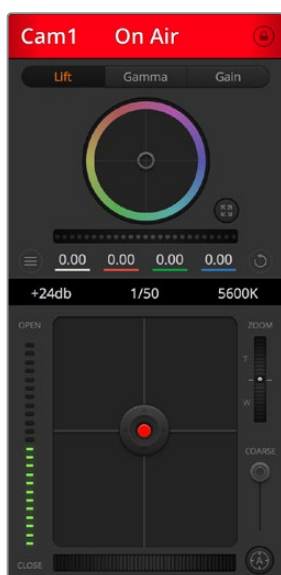 Cam1 On Air
Lift Gamma Gain
0.00 0.00 0.00 0.00
+24db 1/50 5600K
OPEN ZOOM
T
W
COARSE
CLOSE A